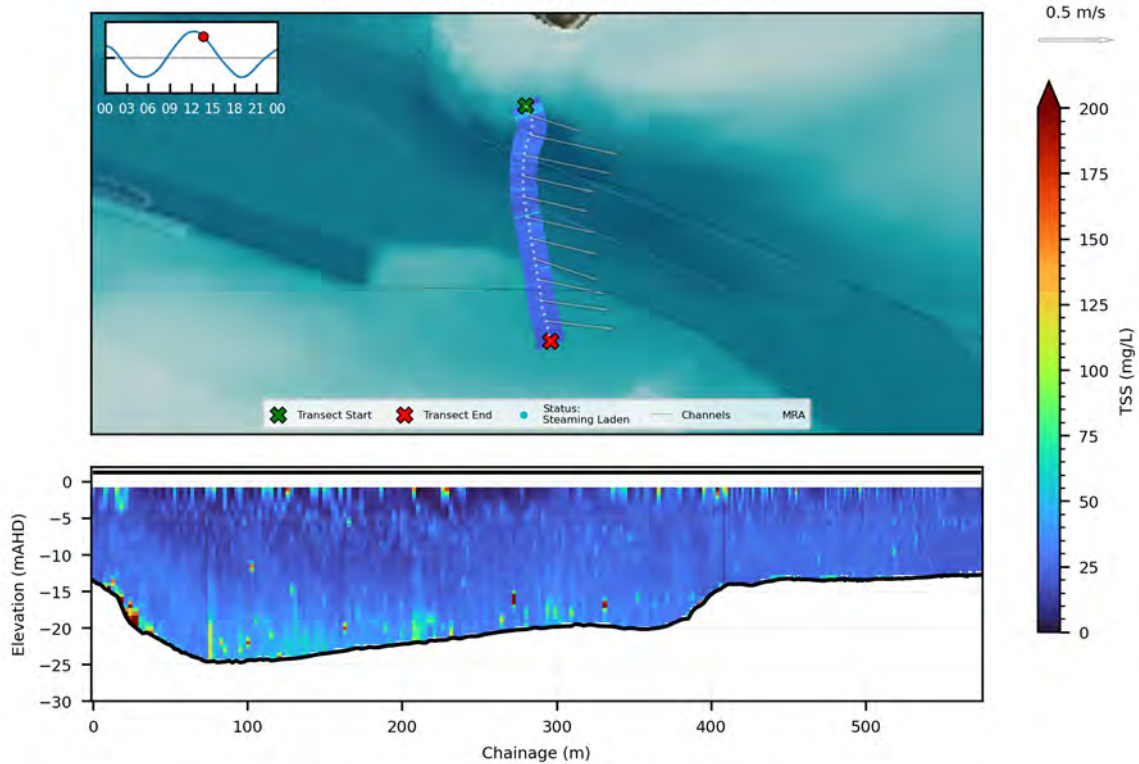 0.5 m/s
00 03 06 09 12 15 18 21 00
Transect Start
Transect End
Status:
Steaming Laden
Channels
MRA
200
175
150
125
100
75
50
25
0
TSS (mg/L)
0
−5
−10
−15
−20
−25
−30
Elevation (mAHD)
0 100 200 300 400 500
Chainage (m)